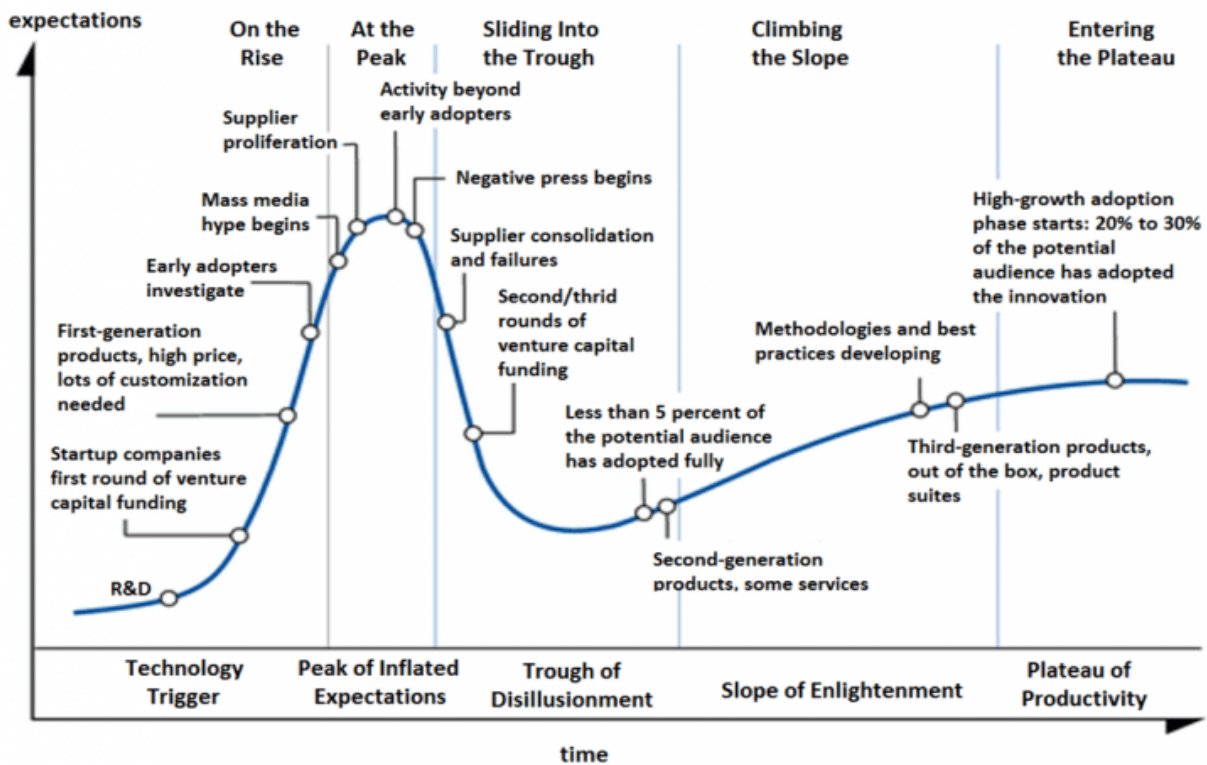 expectations
On the
Rise
At the
Peak
Sliding Into
the Trough
Climbing
the Slope
Entering
the Plateau
Activity beyond
early adopters
Supplier
proliferation
Negative press begins
Mass media
hype begins
High-growth adoption
phase starts: 20% to 30%
of the potential
audience has adopted
the innovation
Supplier consolidation
and failures
Early adopters
investigate
Second/thrid
rounds of
venture capital
funding
First-generation
products, high price,
lots of customization
needed
Methodologies and best
practices developing
Less than 5 percent of
the potential audience
has adopted fully
Startup companies
first round of venture
capital funding
Third-generation products,
out of the box, product
suites
Second-generation
products, some services
R&D
Technology
Trigger
Peak of Inflated
Expectations
Trough of
Disillusionment
Slope of Enlightenment
Plateau of
Productivity
time